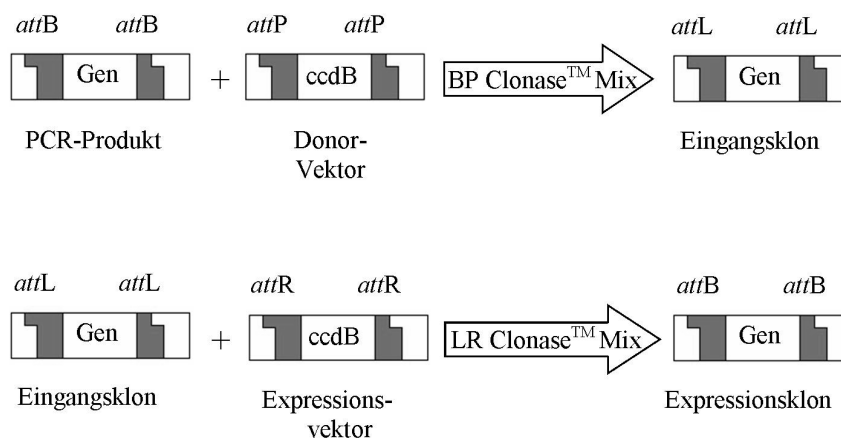 attB attB attP attP attL attL
Gen + ccdB BP Clonase™ Mix Gen
PCR-Produkt Donor- Eingangsklon
Vektor
attL attL attR attR attB attB
Gen + ccdB LR Clonase™ Mix Gen
Eingangsklon Expressions- Expressionsklon
vektor